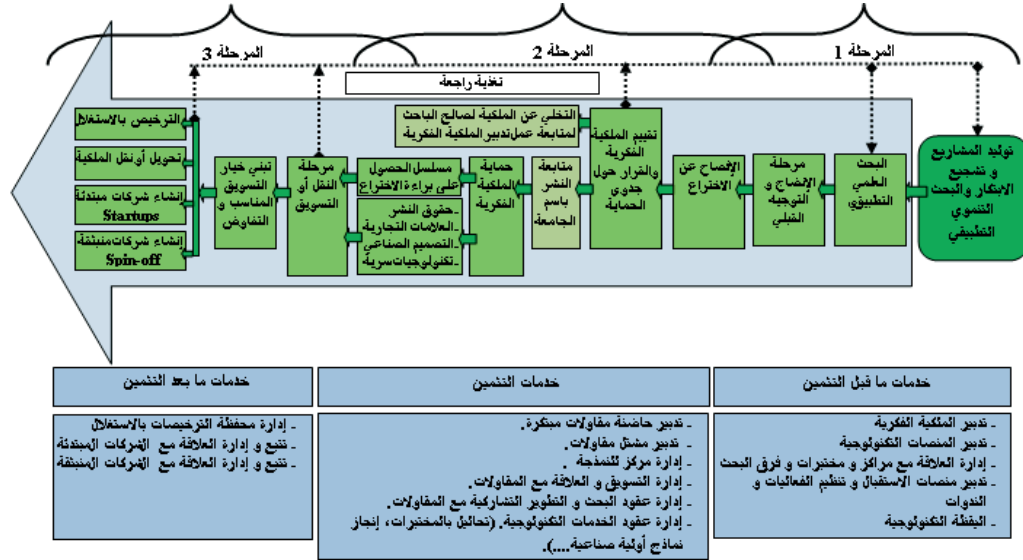 المرحلة 1
المرحلة 2
المرحلة 3
تغذية راجعة
توليد المشاريع
و تشجيع
الابتكار والبحث
التنموي
التطبيقي
البحث
العلمي
التطبيقي
مرحلة
الإنضاج و
التوجيه
القبلي
الإفصاح عن
الاختراع
تقييم الملكية
الفكرية
والقرار حول
جدوى
الحماية
التخلي عن الملكية لصالح الباحث
لمتابعة عمل تدبير الملكية الفكرية
متابعة
النشر
باسم
الجامعة
حماية
الملكية
الفكرية
مسلسل الحصول
على براءة الاختراع
ـ حقوق النشر
ـ العلامات التجارية
ـ التصميم الصناعي
ـ تكنولوجيات سرية
مرحلة
النقل أو
التسويق
تبني خيار
التسويق
المناسب و
التفاوض
الترخيص بالاستغلال
تحويل أو نقل الملكية
إنشاء شركات مبتدئة
Startups
إنشاء شركات منبثقة
Spin-off
خدمات ما قبل التثمين
ـ تدبير الملكية الفكرية
ـ تدبير المنصات التكنولوجية
ـ إدارة العلاقة مع مراكز و مختبرات و فرق البحث
ـ تدبير منصات الاستقبال و تنظيم الفعاليات و
الندوات
ـ اليقظة التكنولوجية
خدمات التثمين
ـ تدبير حاضنة مقاولات مبتكرة.
ـ تدبير مشتل مقاولات.
ـ إدارة مركز للنمذجة .
ـ إدارة التسويق و العلاقة مع المقاولات.
ـ إدارة عقود البحث و التطوير التشاركية مع المقاولات.
ـ إدارة عقود الخدمات التكنولوجية. (تحاليل بالمختبرات، إنجاز
نماذج أولية صناعية....).
خدمات ما بعد التثمين
ـ إدارة محفظة الترخيصات بالاستغلال
ـ تتبع و إدارة العلاقة مع الشركات المبتدئة
ـ تتبع و إدارة العلاقة مع الشركات المنبثقة